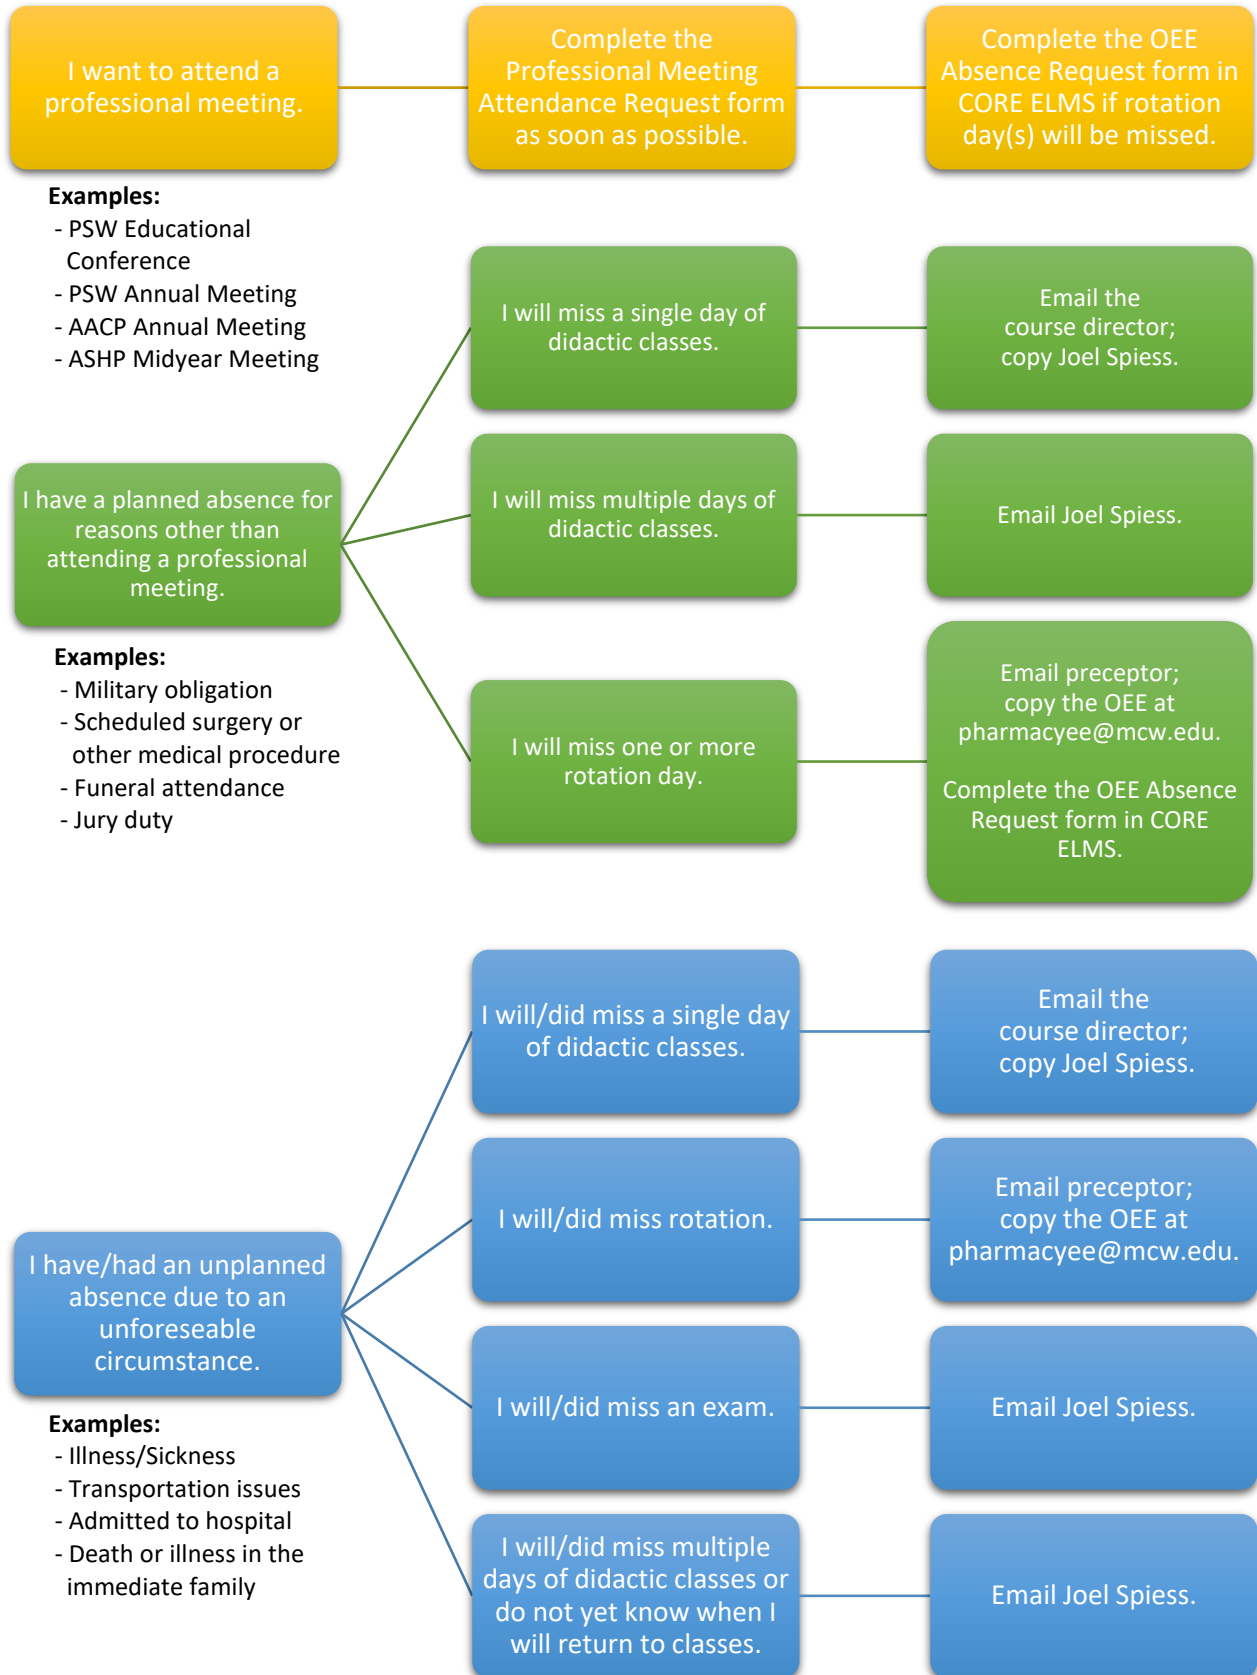 I want to attend a
professional meeting.
Complete the
Professional Meeting
Attendance Request form
as soon as possible.
Complete the OEE
Absence Request form in
CORE ELMS if rotation
day(s) will be missed.
Examples:
- PSW Educational
Conference
- PSW Annual Meeting
- AACP Annual Meeting
- ASHP Midyear Meeting
I have a planned absence for
reasons other than
attending a professional
meeting.
Examples:
- Military obligation
- Scheduled surgery or
other medical procedure
- Funeral attendance
- Jury duty
I will miss a single day of
didactic classes.
Email the
course director;
copy Joel Spiess.
I will miss multiple days of
didactic classes.
Email Joel Spiess.
I will miss one or more
rotation day.
Email preceptor;
copy the OEE at
pharmacyee@mcw.edu.
Complete the OEE Absence
Request form in CORE
ELMS.
I have/had an unplanned
absence due to an
unforeseable
circumstance.
Examples:
- Illness/Sickness
- Transportation issues
- Admitted to hospital
- Death or illness in the
immediate family
I will/did miss a single day
of didactic classes.
Email the
course director;
copy Joel Spiess.
I will/did miss rotation.
Email preceptor;
copy the OEE at
pharmacyee@mcw.edu.
I will/did miss an exam.
Email Joel Spiess.
I will/did miss multiple
days of didactic classes or
do not yet know when I
will return to classes.
Email Joel Spiess.